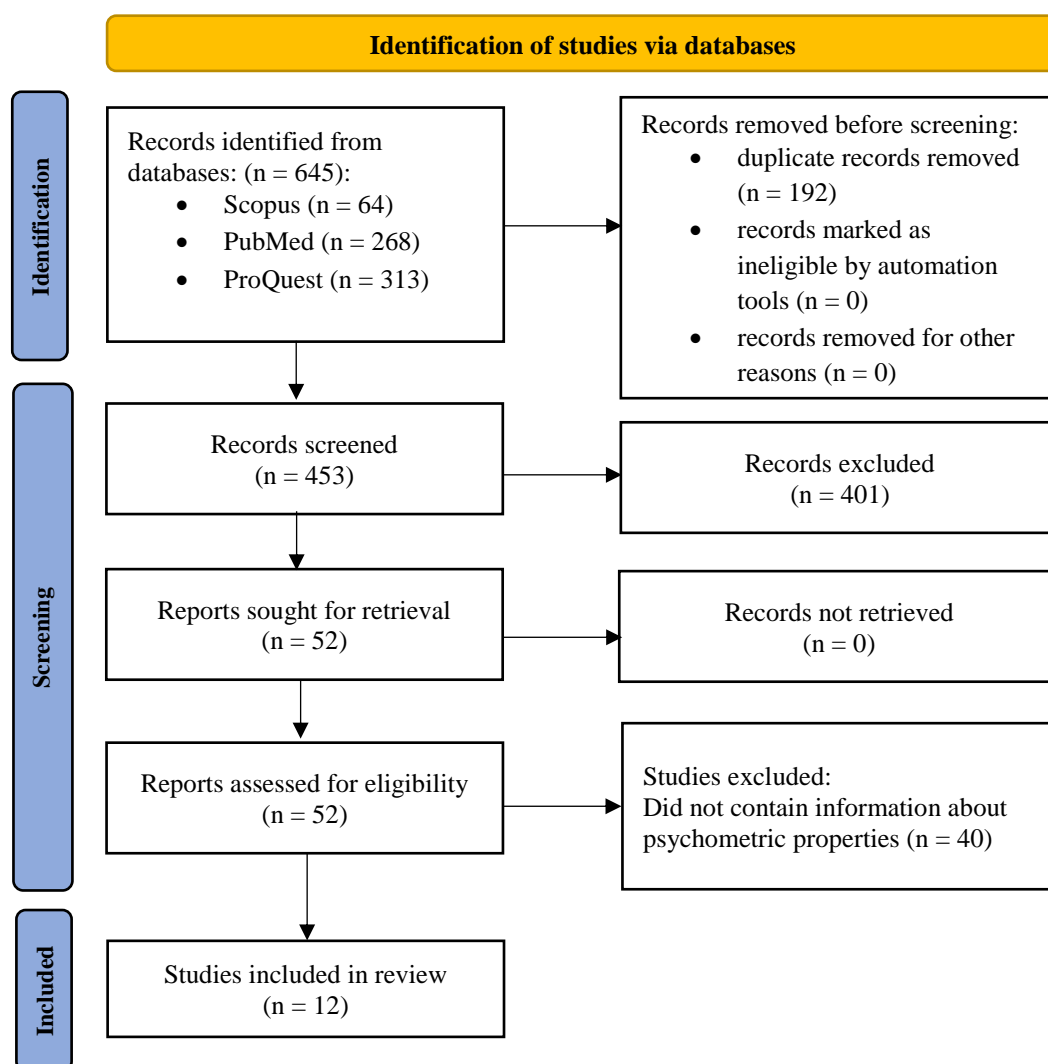 Identification of studies via databases
Identification
Records identified from
databases: (n = 645):
• Scopus (n = 64)
• PubMed (n = 268)
• ProQuest (n = 313)
Records removed before screening:
• duplicate records removed
(n = 192)
• records marked as
ineligible by automation
tools (n = 0)
• records removed for other
reasons (n = 0)
Screening
Records screened
(n = 453)
Records excluded
(n = 401)
Reports sought for retrieval
(n = 52)
Records not retrieved
(n = 0)
Reports assessed for eligibility
(n = 52)
Studies excluded:
Did not contain information about
psychometric properties (n = 40)
Included
Studies included in review
(n = 12)